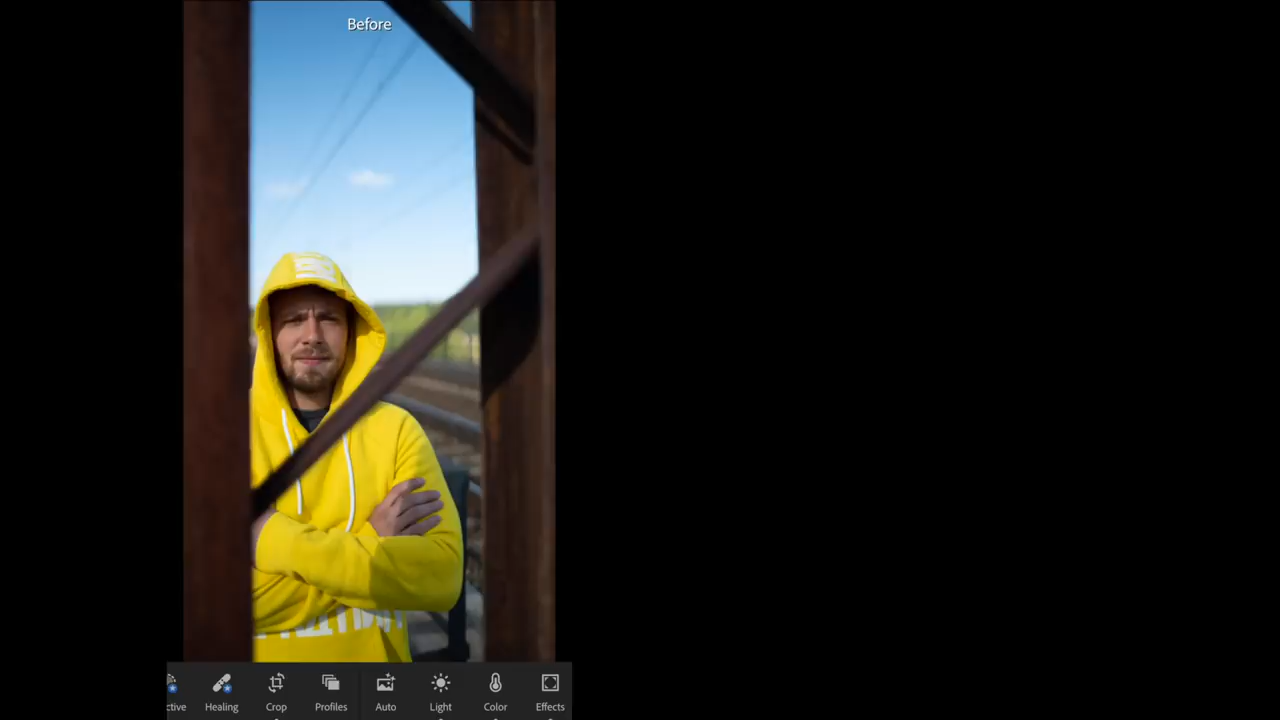 Before
ctive
Healing
Crop
Profiles
Auto
Light
Color
Effects